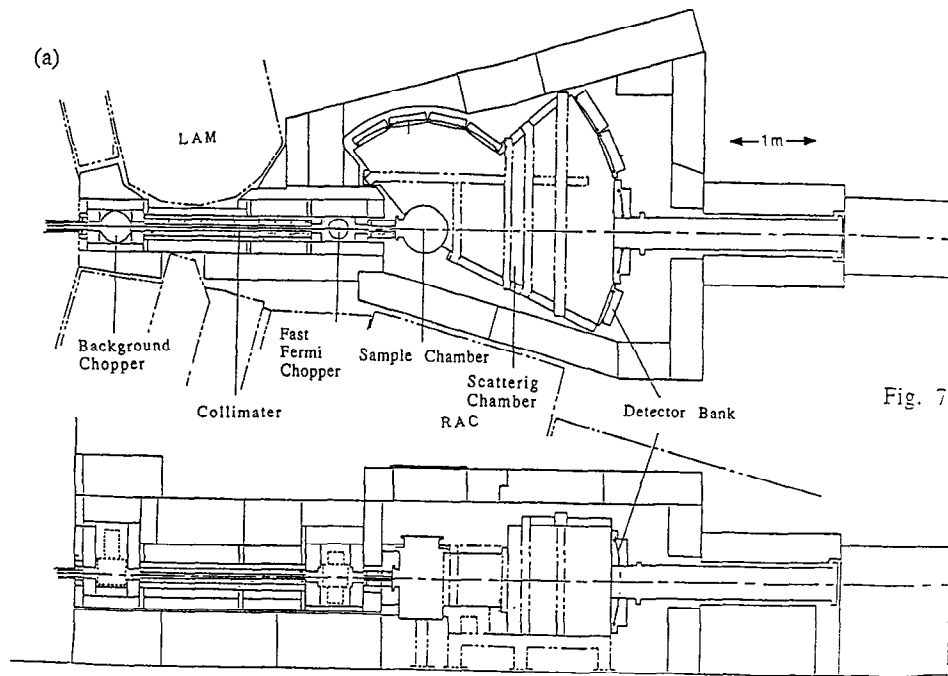 (a)
LAM
1m
Background
Chopper
Collimater
Fast
Fermi
Chopper
Sample Chamber
Scatterig
Chamber
RAC
Detector Bank
Fig. 7